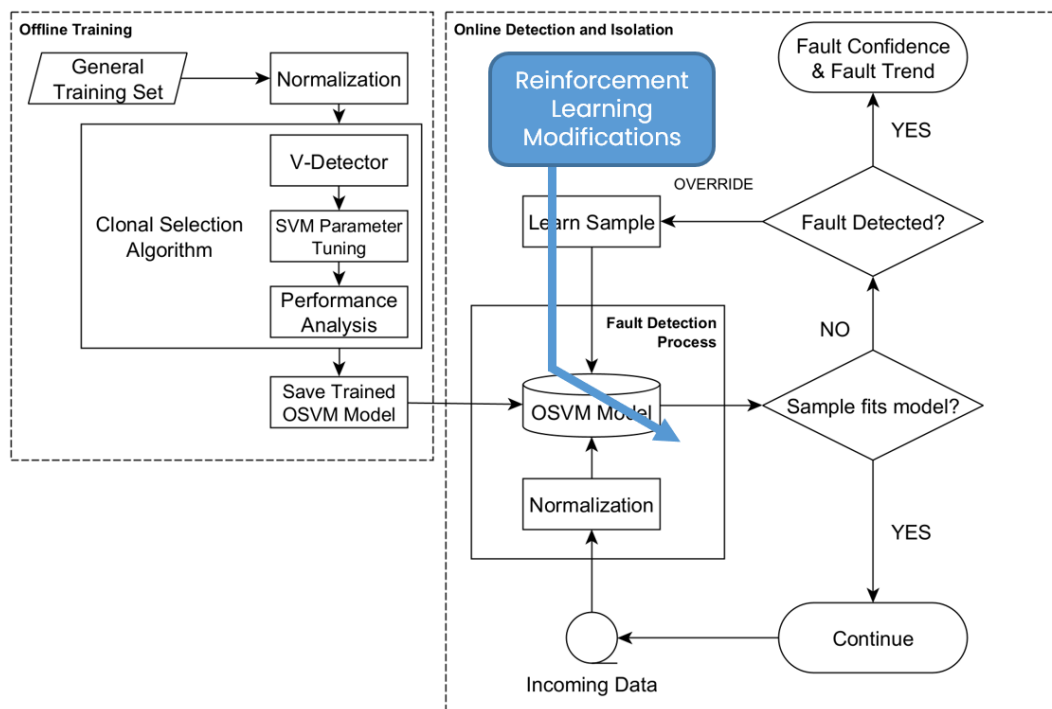 Offline Training
General
Training Set
Normalization
Clonal Selection
Algorithm
V-Detector
SVM Parameter
Tuning
Performance
Analysis
Save Trained
OSVM Model
Online Detection and Isolation
Reinforcement
Learning
Modifications
Fault Confidence
& Fault Trend
YES
OVERRIDE
Learn Sample
Fault Detected?
Fault Detection
Process
NO
OSVM Model
Sample fits model?
Normalization
YES
Continue
Incoming Data